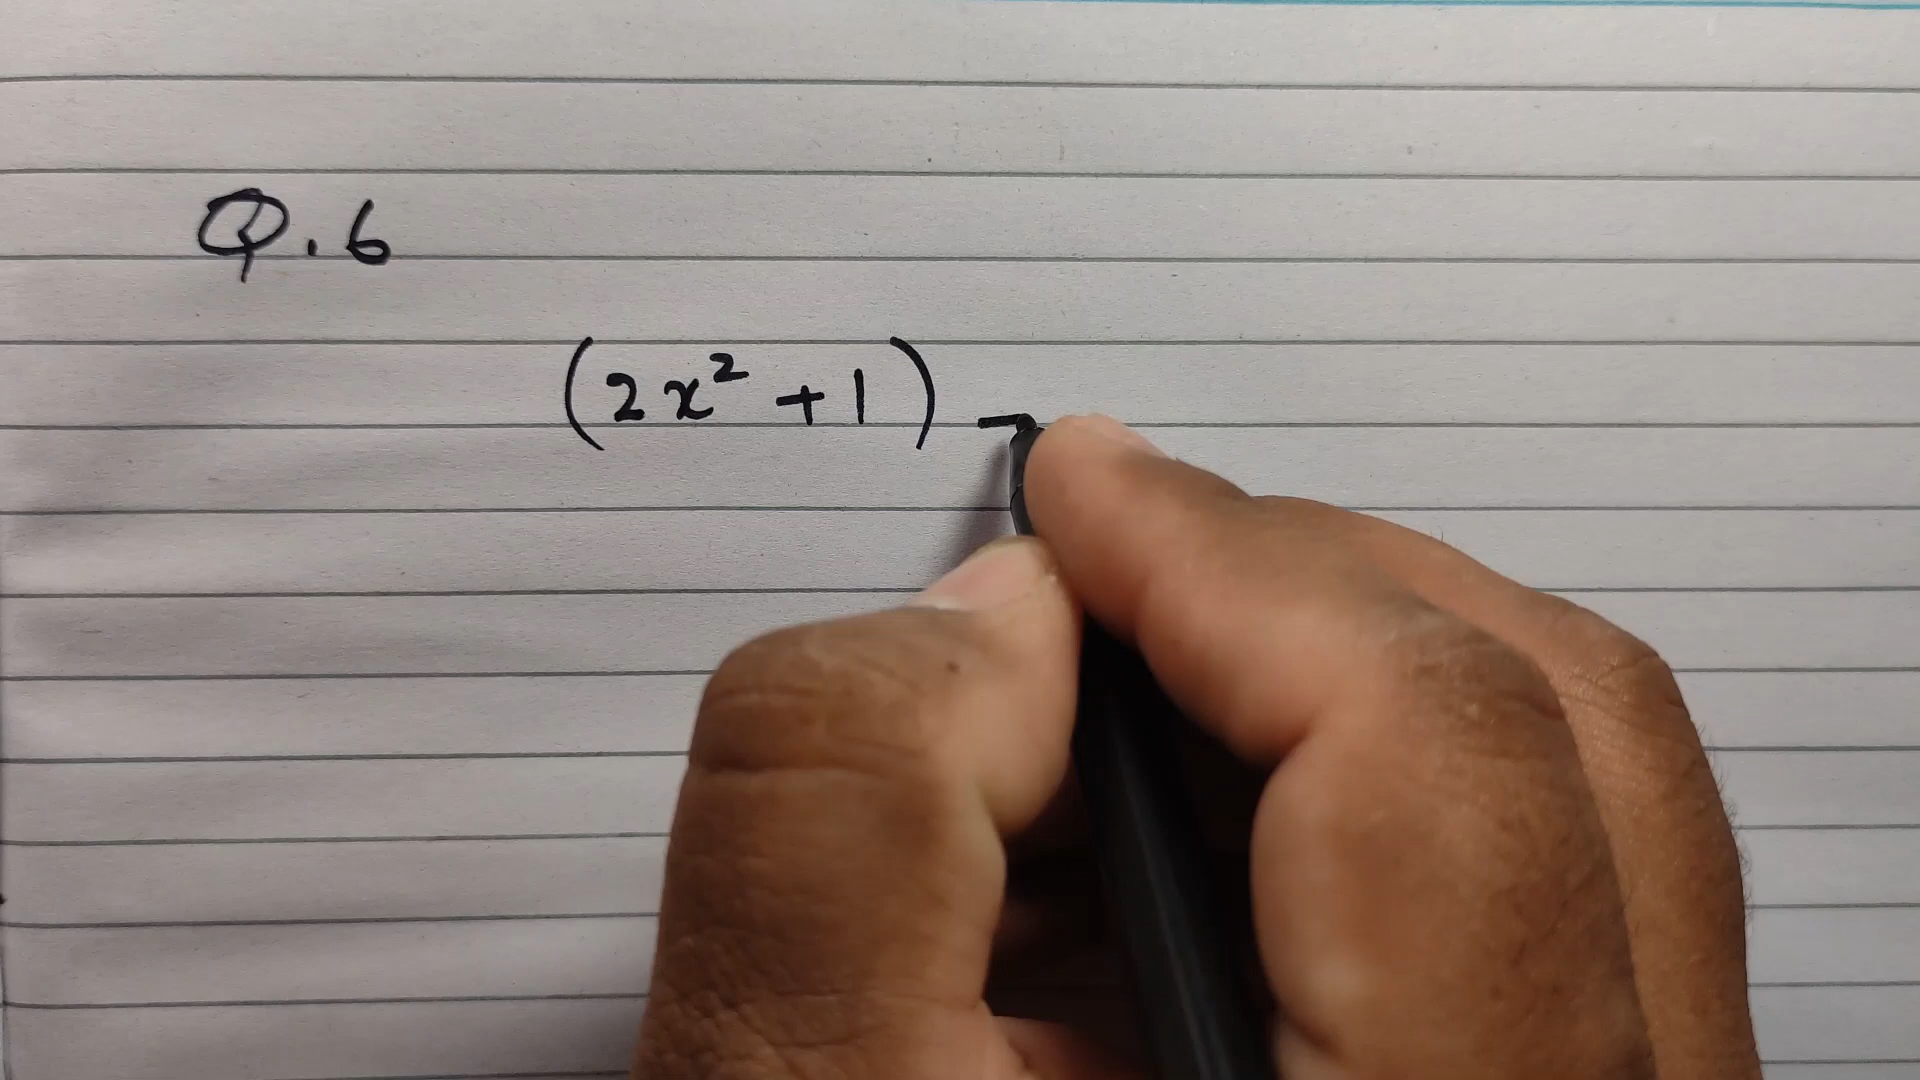 Q.6
(2x² + 1) -